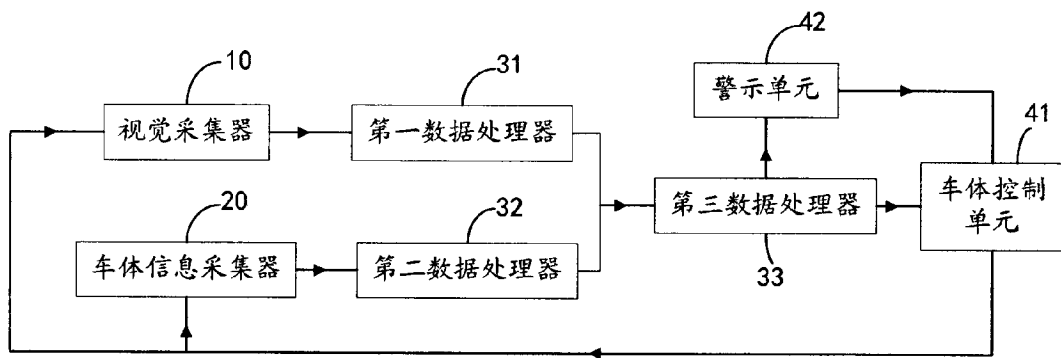 42
10
31
警示单元
41
视觉采集器
第一数据处理器
20
32
第三数据处理器
车体控制
单元
车体信息采集器
第二数据处理器
33